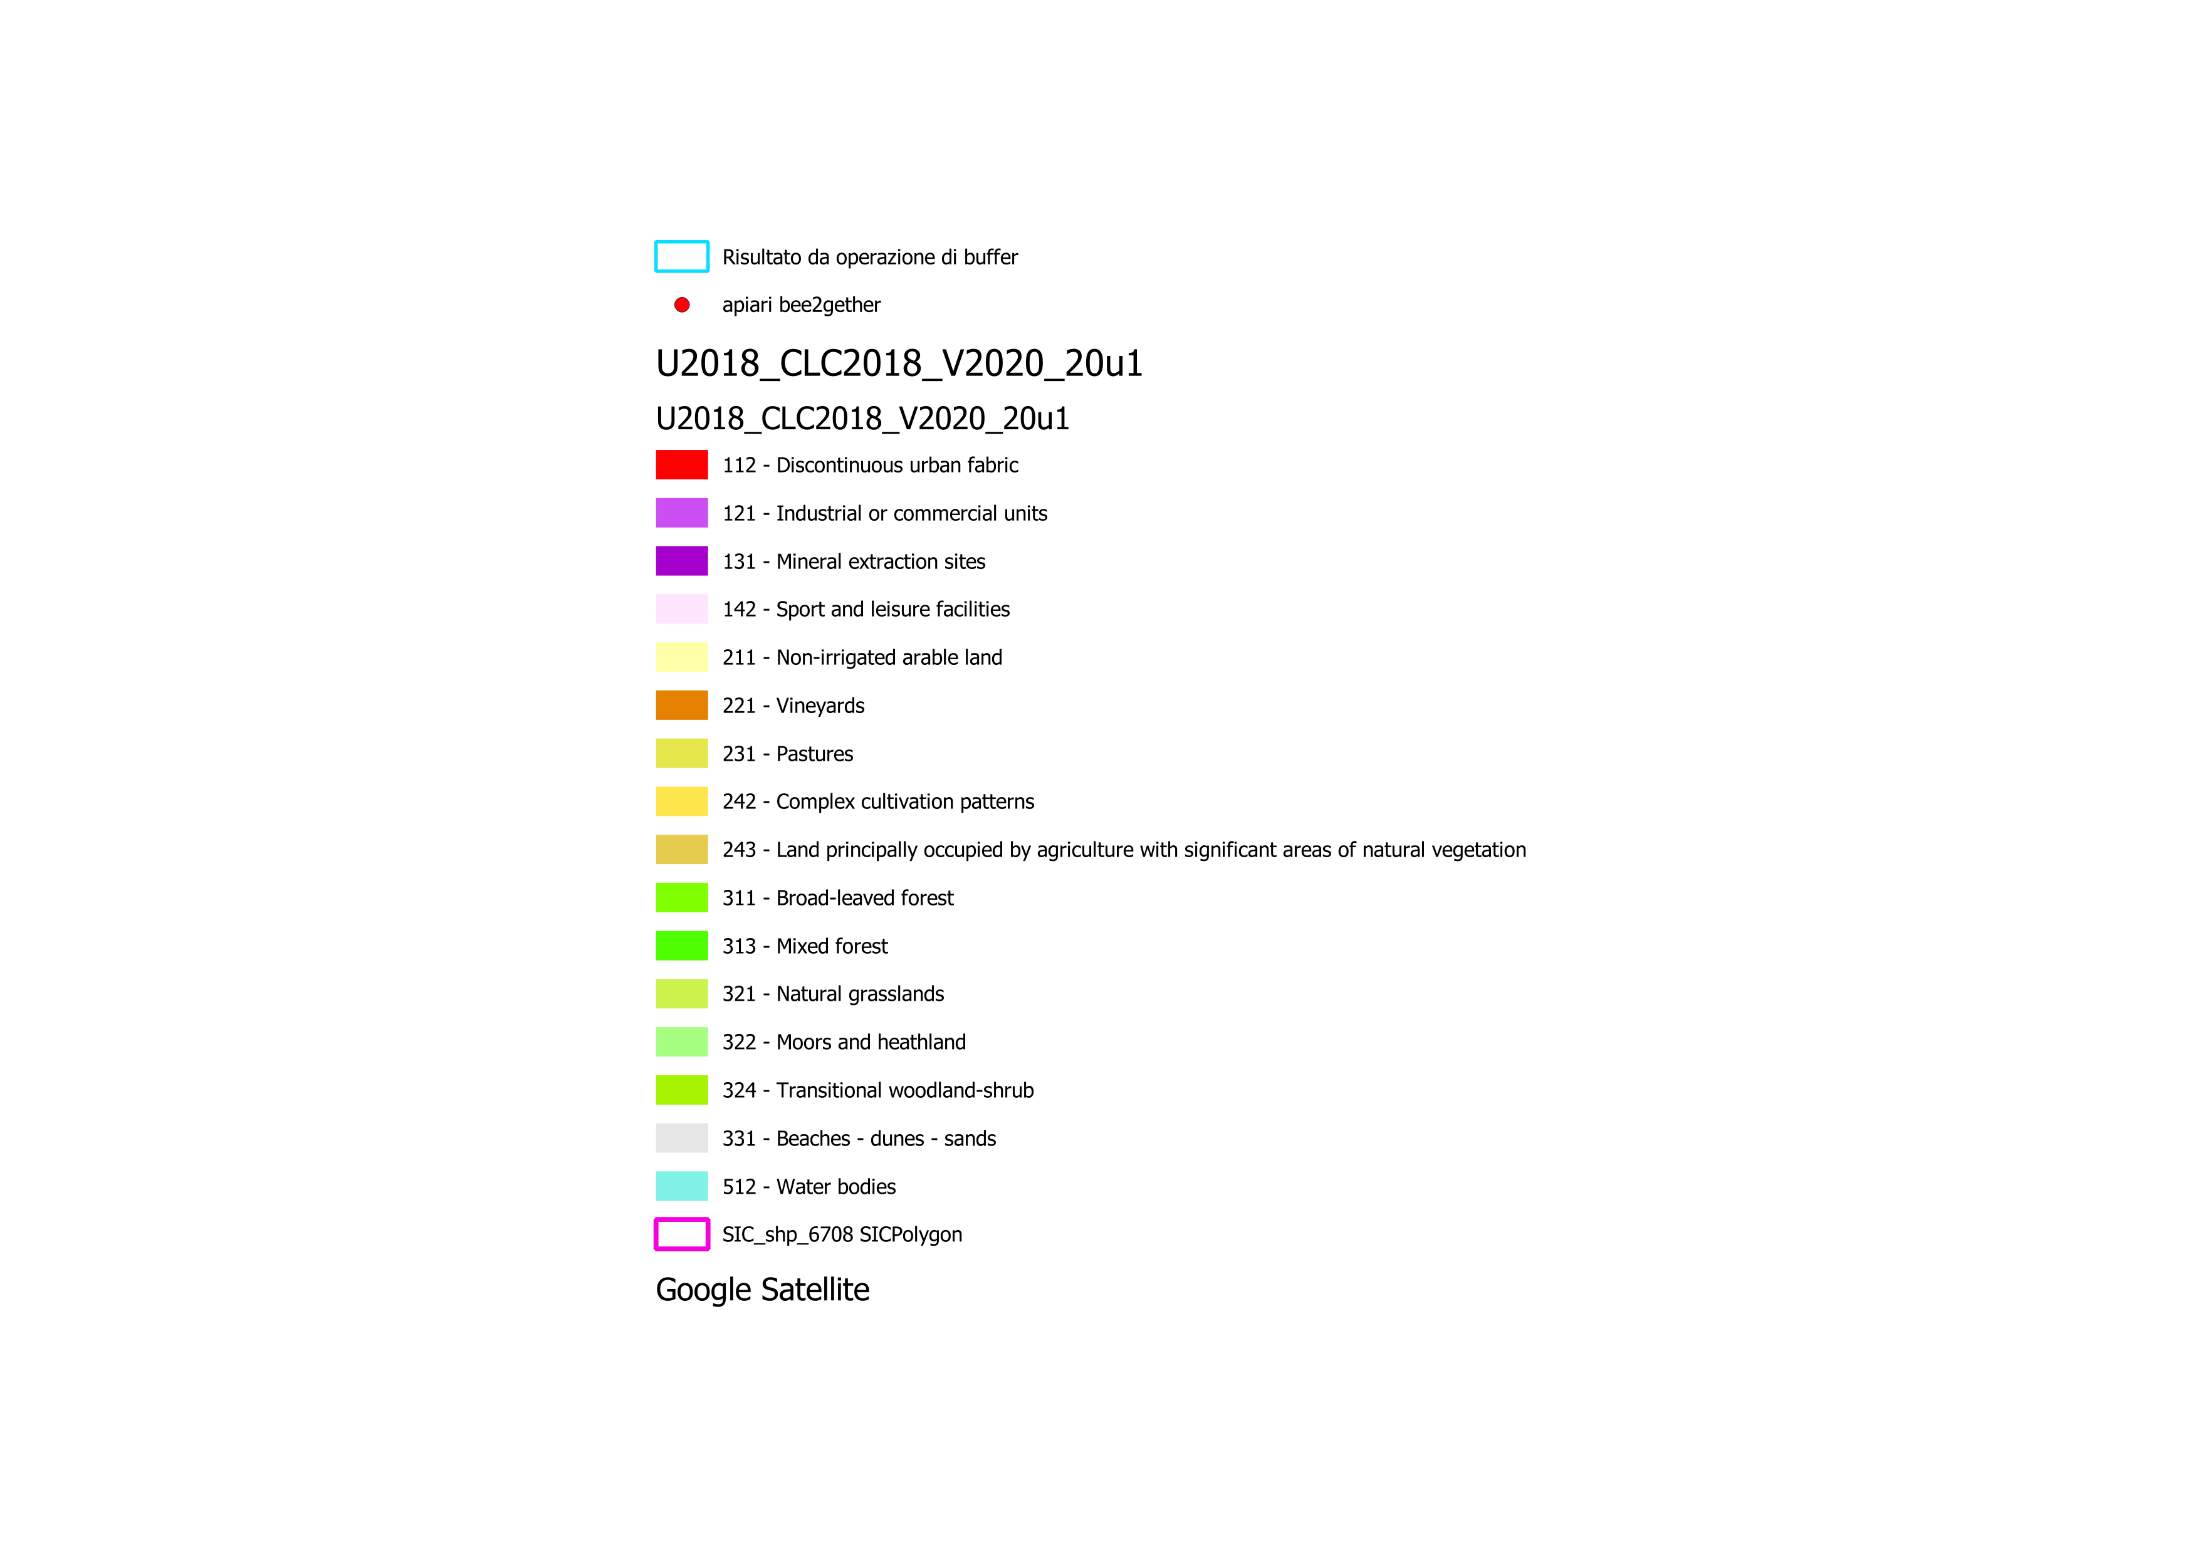 Risultato da operazione di buffer
apiari bee2gether
U2018_CLC2018_V2020_20u1
U2018_CLC2018_V2020_20u1
112 - Discontinuous urban fabric
121 - Industrial or commercial units
131 - Mineral extraction sites
142 - Sport and leisure facilities
211 - Non-irrigated arable land
221 - Vineyards
231 - Pastures
242 - Complex cultivation patterns
243 - Land principally occupied by agriculture with significant areas of natural vegetation
311 - Broad-leaved forest
313 - Mixed forest
321 - Natural grasslands
322 - Moors and heathland
324 - Transitional woodland-shrub
331 - Beaches - dunes - sands
512 - Water bodies
SIC_shp_6708 SICPolygon
Google Satellite